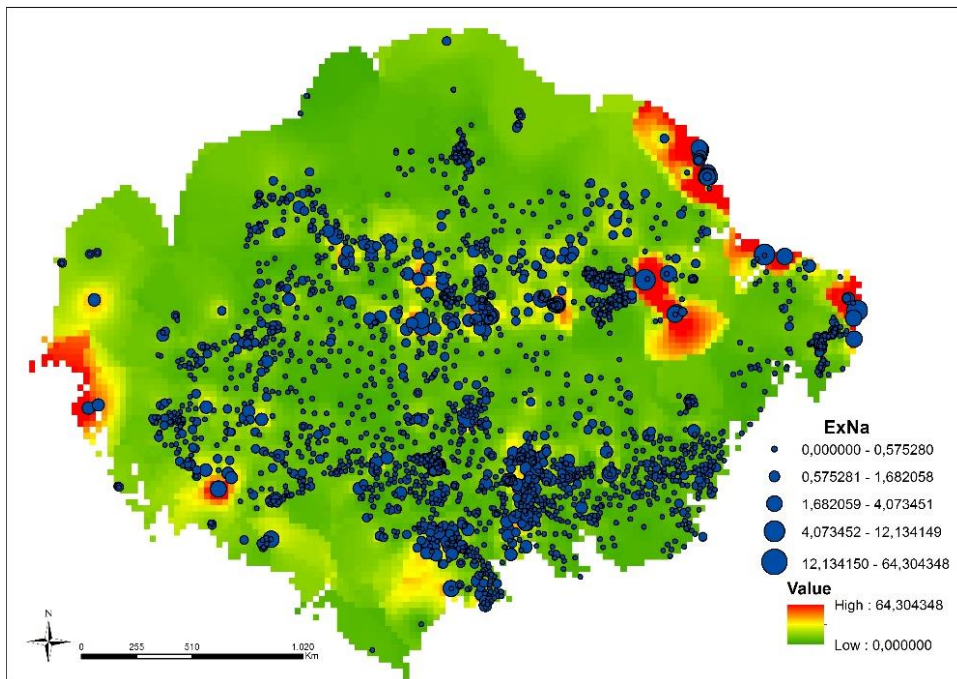 ExNa
0,000000 - 0,575280
0,575281 - 1,682058
1,682059 - 4,073451
4,073452 - 12,134149
12,134150 - 64,304348
Value
High : 64,304348
Low : 0,000000
N
0 255 510 1.020
Km